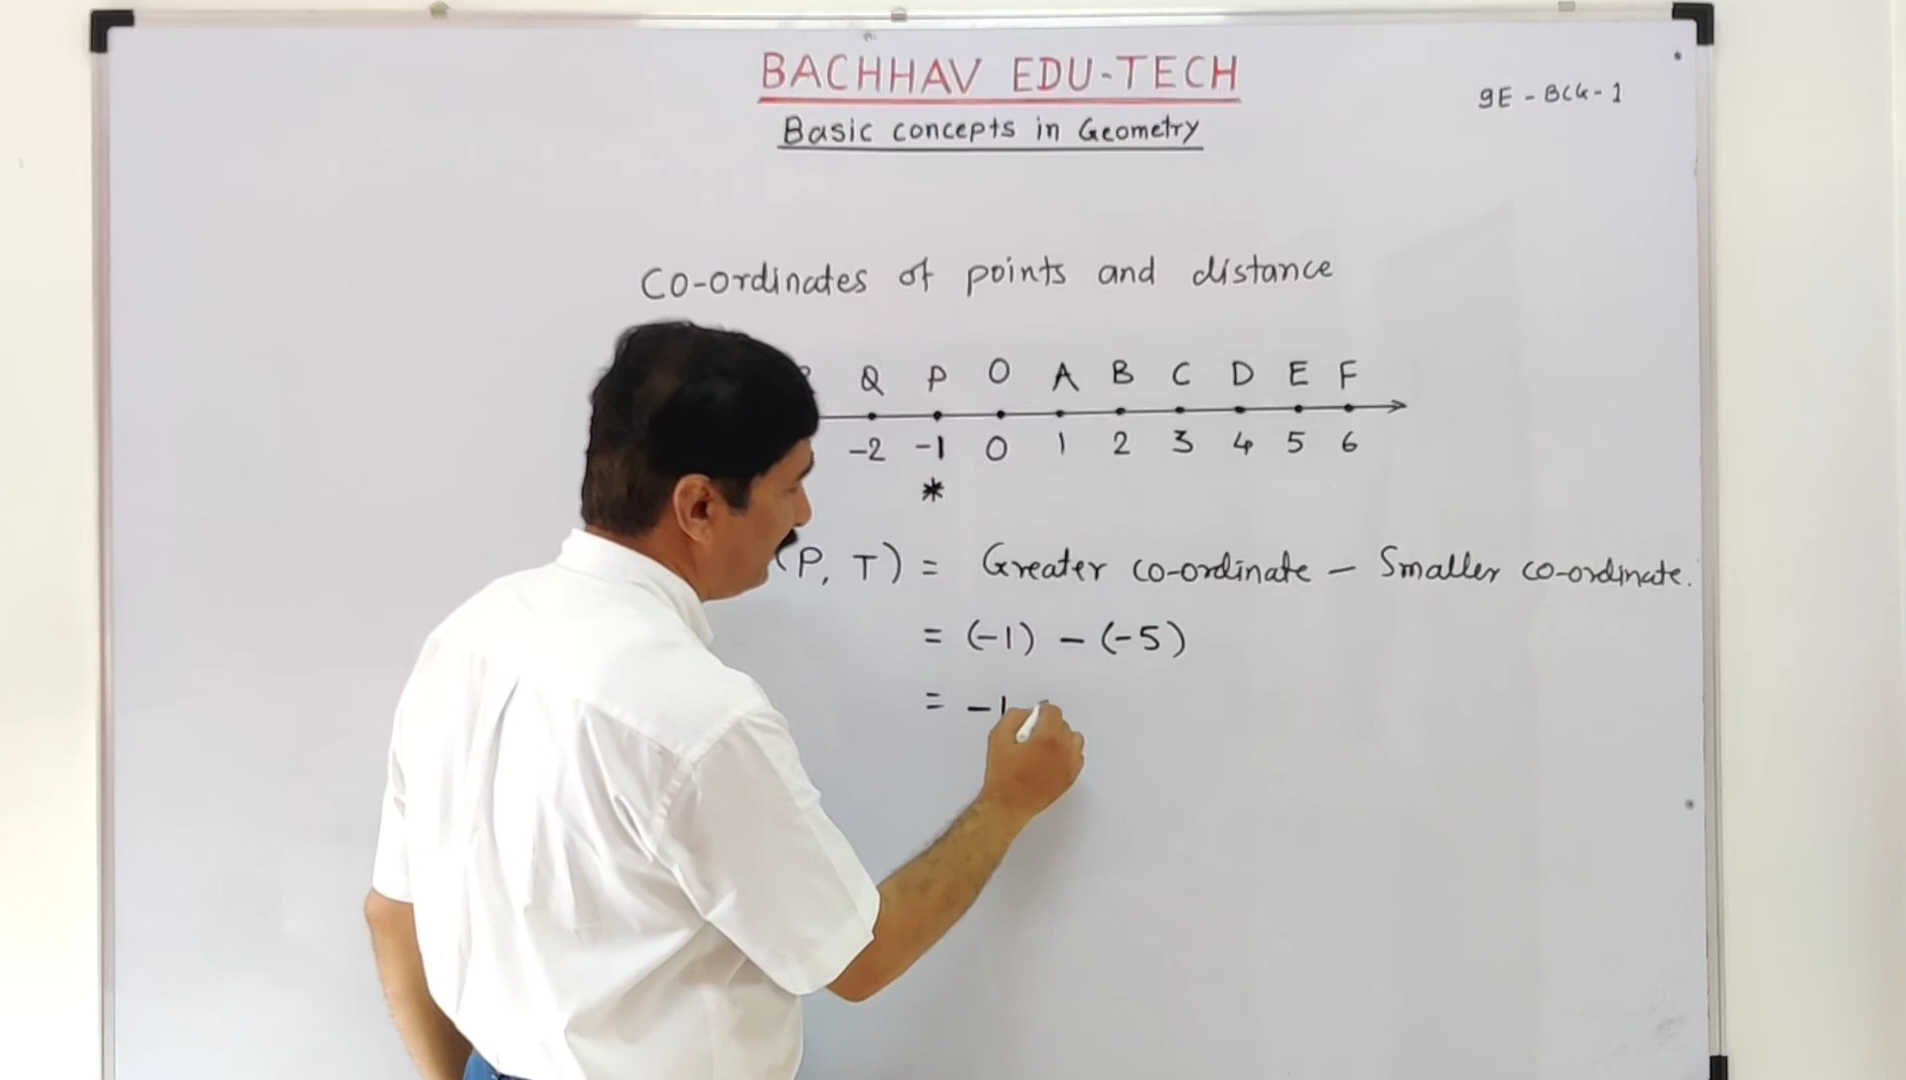 BACHHAV EDU-TECH
9E - BCG - 1
Basic concepts in Geometry
Co-ordinates of points and distance
Q P O A B C D E F
-2 -1 0 1 2 3 4 5 6
*
(P, T) = Greater co-ordinate - Smaller co-ordinate.
= (-1) - (-5)
= -1